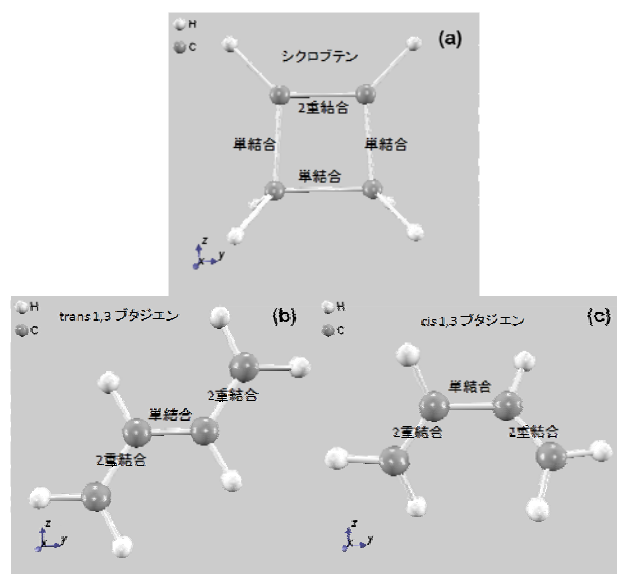 H
C
(a)
シクロブテン
2重結合
単結合
単結合
単結合
z
x
y
H
C
trans 1,3 ブタジエン
(b)
2重結合
単結合
2重結合
z
x
y
H
C
cis 1,3 ブタジエン
(c)
単結合
2重結合
2重結合
z
x
y